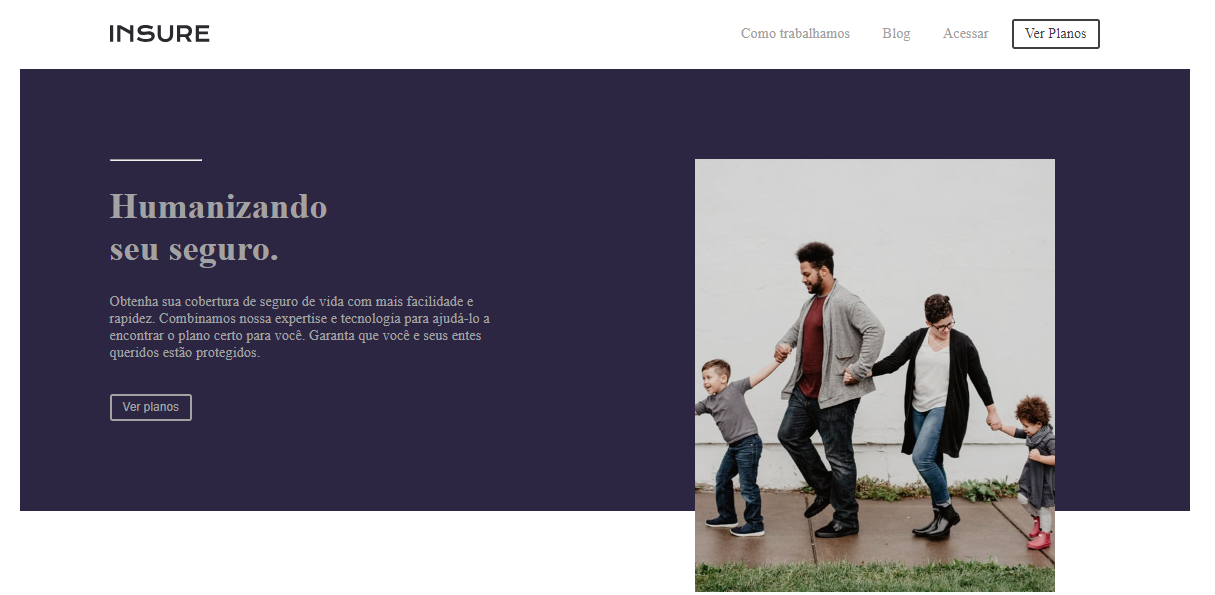 INSURE
Como trabalhamos
Blog
Acessar
Ver Planos
Humanizando
seu seguro.
Obtenha sua cobertura de seguro de vida com mais facilidade e
rapidez. Combinamos nossa expertise e tecnologia para ajudá-lo a
encontrar o plano certo para você. Garanta que você e seus entes
queridos estão protegidos.
Ver planos